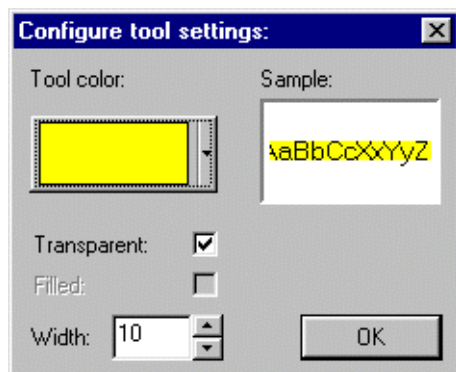 Configure tool settings:
Tool color:
Sample:
AaBbCcXxYyZ
Transparent:
Filled:
Width: 10
OK